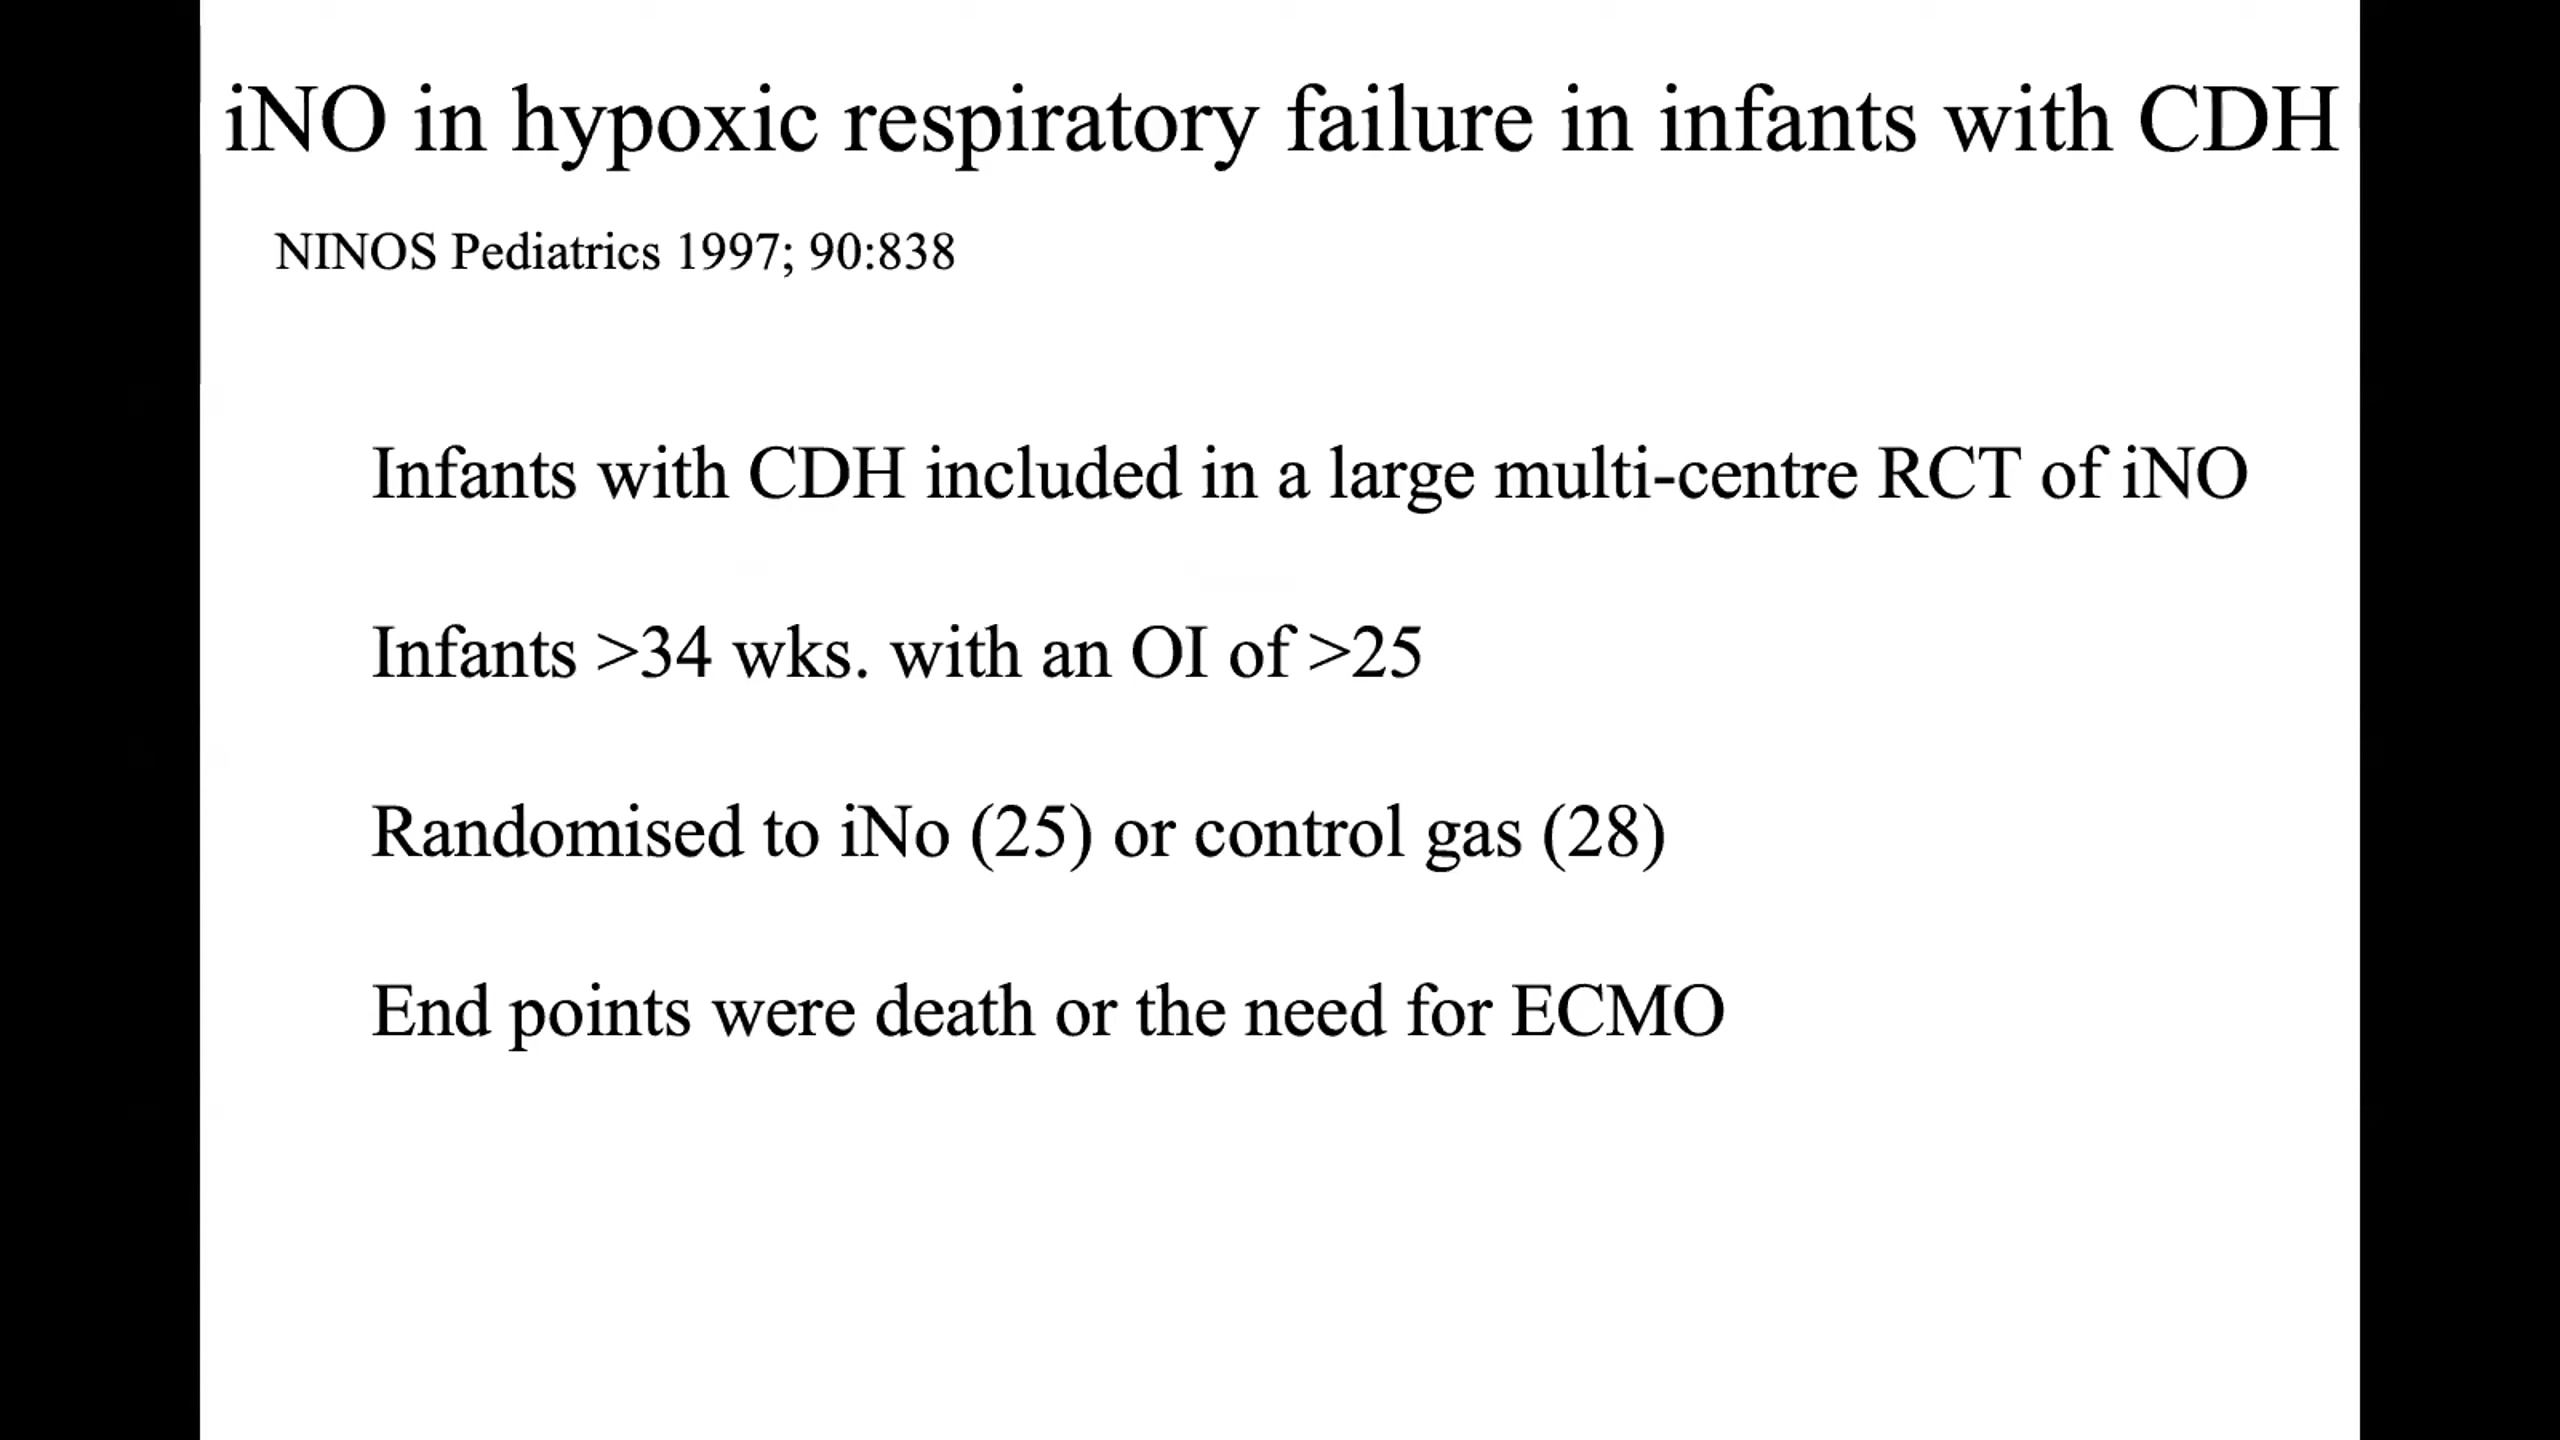 iNO in hypoxic respiratory failure in infants with CDH
NINOS Pediatrics 1997; 90:838
Infants with CDH included in a large multi-centre RCT of iNO
Infants >34 wks. with an OI of >25
Randomised to iNo (25) or control gas (28)
End points were death or the need for ECMO